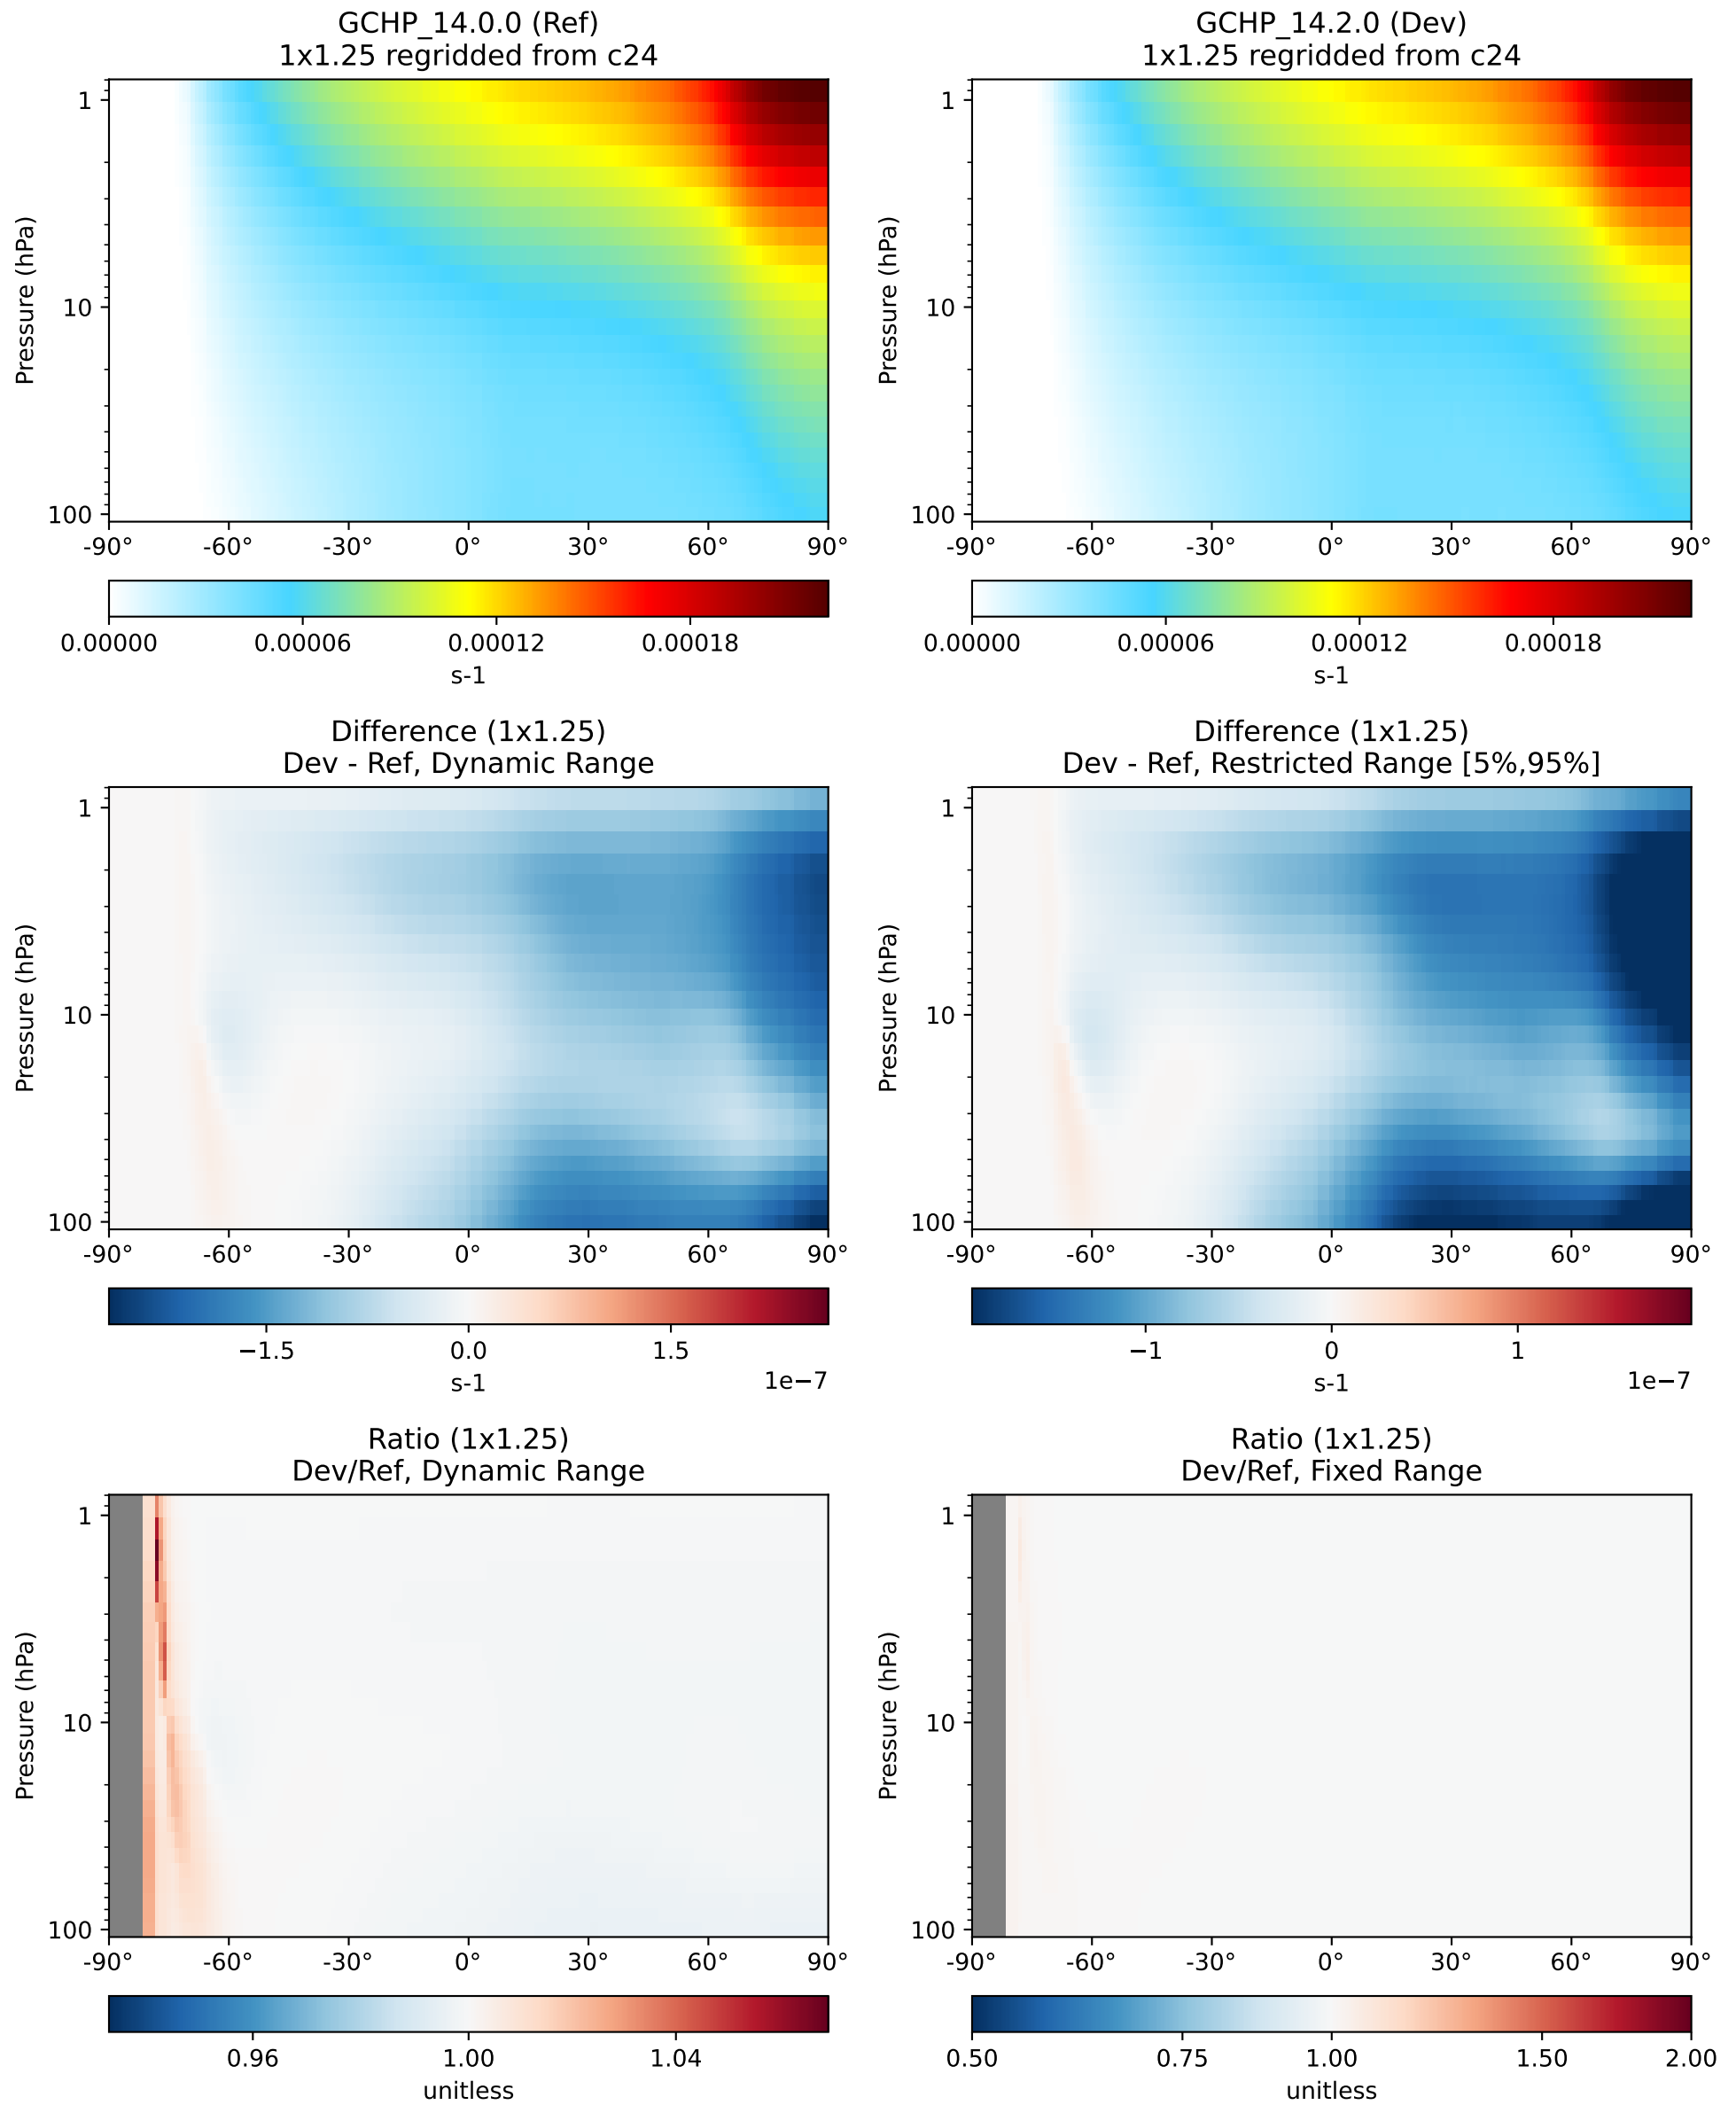 GCHP_14.0.0 (Ref)
1x1.25 regridded from c24
GCHP_14.2.0 (Dev)
1x1.25 regridded from c24
Pressure (hPa)
1
10
100
-90° -60° -30° 0° 30° 60° 90°
0.00000 0.00006 0.00012 0.00018
s-1
Pressure (hPa)
1
10
100
-90° -60° -30° 0° 30° 60° 90°
0.00000 0.00006 0.00012 0.00018
s-1
Difference (1x1.25)
Dev - Ref, Dynamic Range
Difference (1x1.25)
Dev - Ref, Restricted Range [5%,95%]
Pressure (hPa)
1
10
100
-90° -60° -30° 0° 30° 60° 90°
−1.5 0.0 1.5
s-1
1e−7
Pressure (hPa)
1
10
100
-90° -60° -30° 0° 30° 60° 90°
−1 0 1
s-1
1e−7
Ratio (1x1.25)
Dev/Ref, Dynamic Range
Ratio (1x1.25)
Dev/Ref, Fixed Range
Pressure (hPa)
1
10
100
-90° -60° -30° 0° 30° 60° 90°
0.96 1.00 1.04
unitless
Pressure (hPa)
1
10
100
-90° -60° -30° 0° 30° 60° 90°
0.50 0.75 1.00 1.50 2.00
unitless